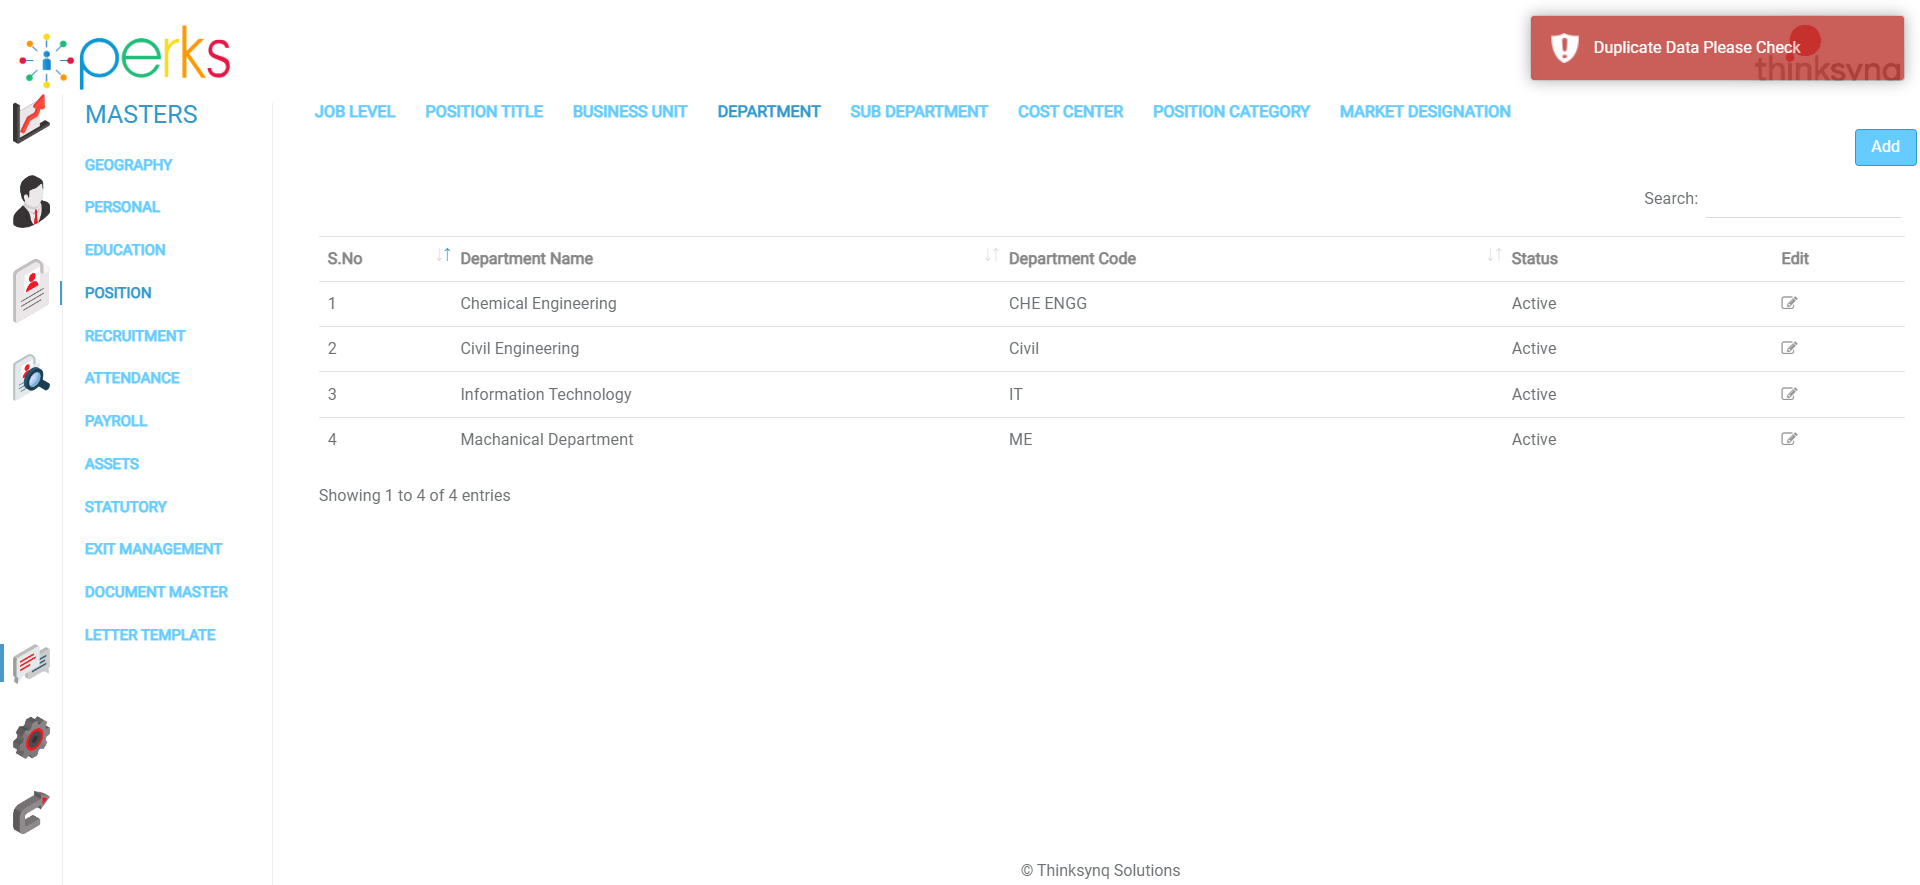 perks
Duplicate Data Please Check
thinksynq
MASTERS
JOB LEVEL POSITION TITLE BUSINESS UNIT DEPARTMENT SUB DEPARTMENT COST CENTER POSITION CATEGORY MARKET DESIGNATION
Add
GEOGRAPHY
PERSONAL
EDUCATION
POSITION
RECRUITMENT
ATTENDANCE
PAYROLL
ASSETS
STATUTORY
EXIT MANAGEMENT
DOCUMENT MASTER
LETTER TEMPLATE
Search:
S.No Department Name Department Code Status Edit
1 Chemical Engineering CHE ENGG Active
2 Civil Engineering Civil Active
3 Information Technology IT Active
4 Machanical Department ME Active
Showing 1 to 4 of 4 entries
© Thinksynq Solutions